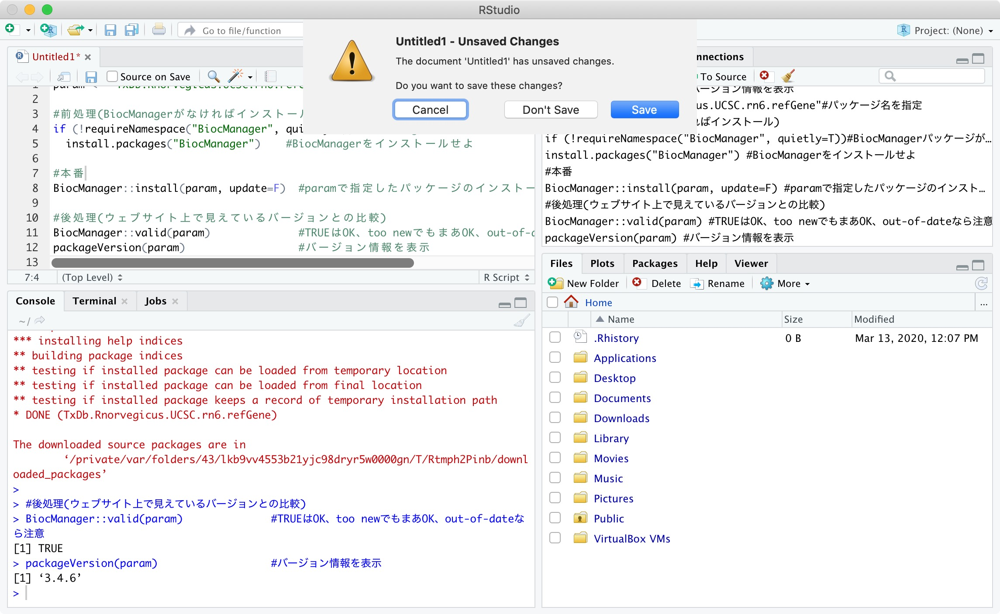 RStudio
Go to file/function
Project: (None)
Untitled1*
Source on Save
Untitled1 - Unsaved Changes
The document 'Untitled1' has unsaved changes.
Do you want to save these changes?
Cancel
Don't Save
Save
2
3 #前処理(BiocManagerがなければインストール
4 if (!requireNamespace("BiocManager", qui
5 install.packages("BiocManager") #BiocManagerをインストールせよ
6
7 #本番
8 BiocManager::install(param, update=F) #paramで指定したパッケージのインストー
9
10 #後処理(ウェブサイト上で見えているバージョンとの比較)
11 BiocManager::valid(param) #TRUEはOK、too newでもまあOK、out-of-d
12 packageVersion(param) #バージョン情報を表示
13
7:4
(Top Level)
R Script
nnections
To Source
バージョン情報を表示
us.UCSC.rn6.refGene"#パッケージ名を指定
ればインストール)
if (!requireNamespace("BiocManager", quietly=T))#BiocManagerパッケージが...
install.packages("BiocManager") #BiocManagerをインストールせよ
#本番
BiocManager::install(param, update=F) #paramで指定したパッケージのインスト...
#後処理(ウェブサイト上で見えているバージョンとの比較)
BiocManager::valid(param) #TRUEはOK、too newでもまあOK、out-of-dateなら注意
packageVersion(param) #バージョン情報を表示
Console
Terminal
Jobs
~/
*** installing help indices
** building package indices
** testing if installed package can be loaded from temporary location
** testing if installed package can be loaded from final location
** testing if installed package keeps a record of temporary installation path
* DONE (TxDb.Rnorvegicus.UCSC.rn6.refGene)
The downloaded source packages are in
‘/private/var/folders/43/lkb9vv4553b21yjc98dryr5w0000gn/T/Rtmph2Pinb/downl
oaded_packages’
>
> #後処理(ウェブサイト上で見えているバージョンとの比較)
> BiocManager::valid(param) #TRUEはOK、too newでもまあOK、out-of-dateな
ら注意
[1] TRUE
> packageVersion(param) #バージョン情報を表示
[1] ‘3.4.6’
>
Files
Plots
Packages
Help
Viewer
New Folder
Delete
Rename
More
Home
...
Name
Size
Modified
.Rhistory 0 B Mar 13, 2020, 12:07 PM
Applications
Desktop
Documents
Downloads
Library
Movies
Music
Pictures
Public
VirtualBox VMs